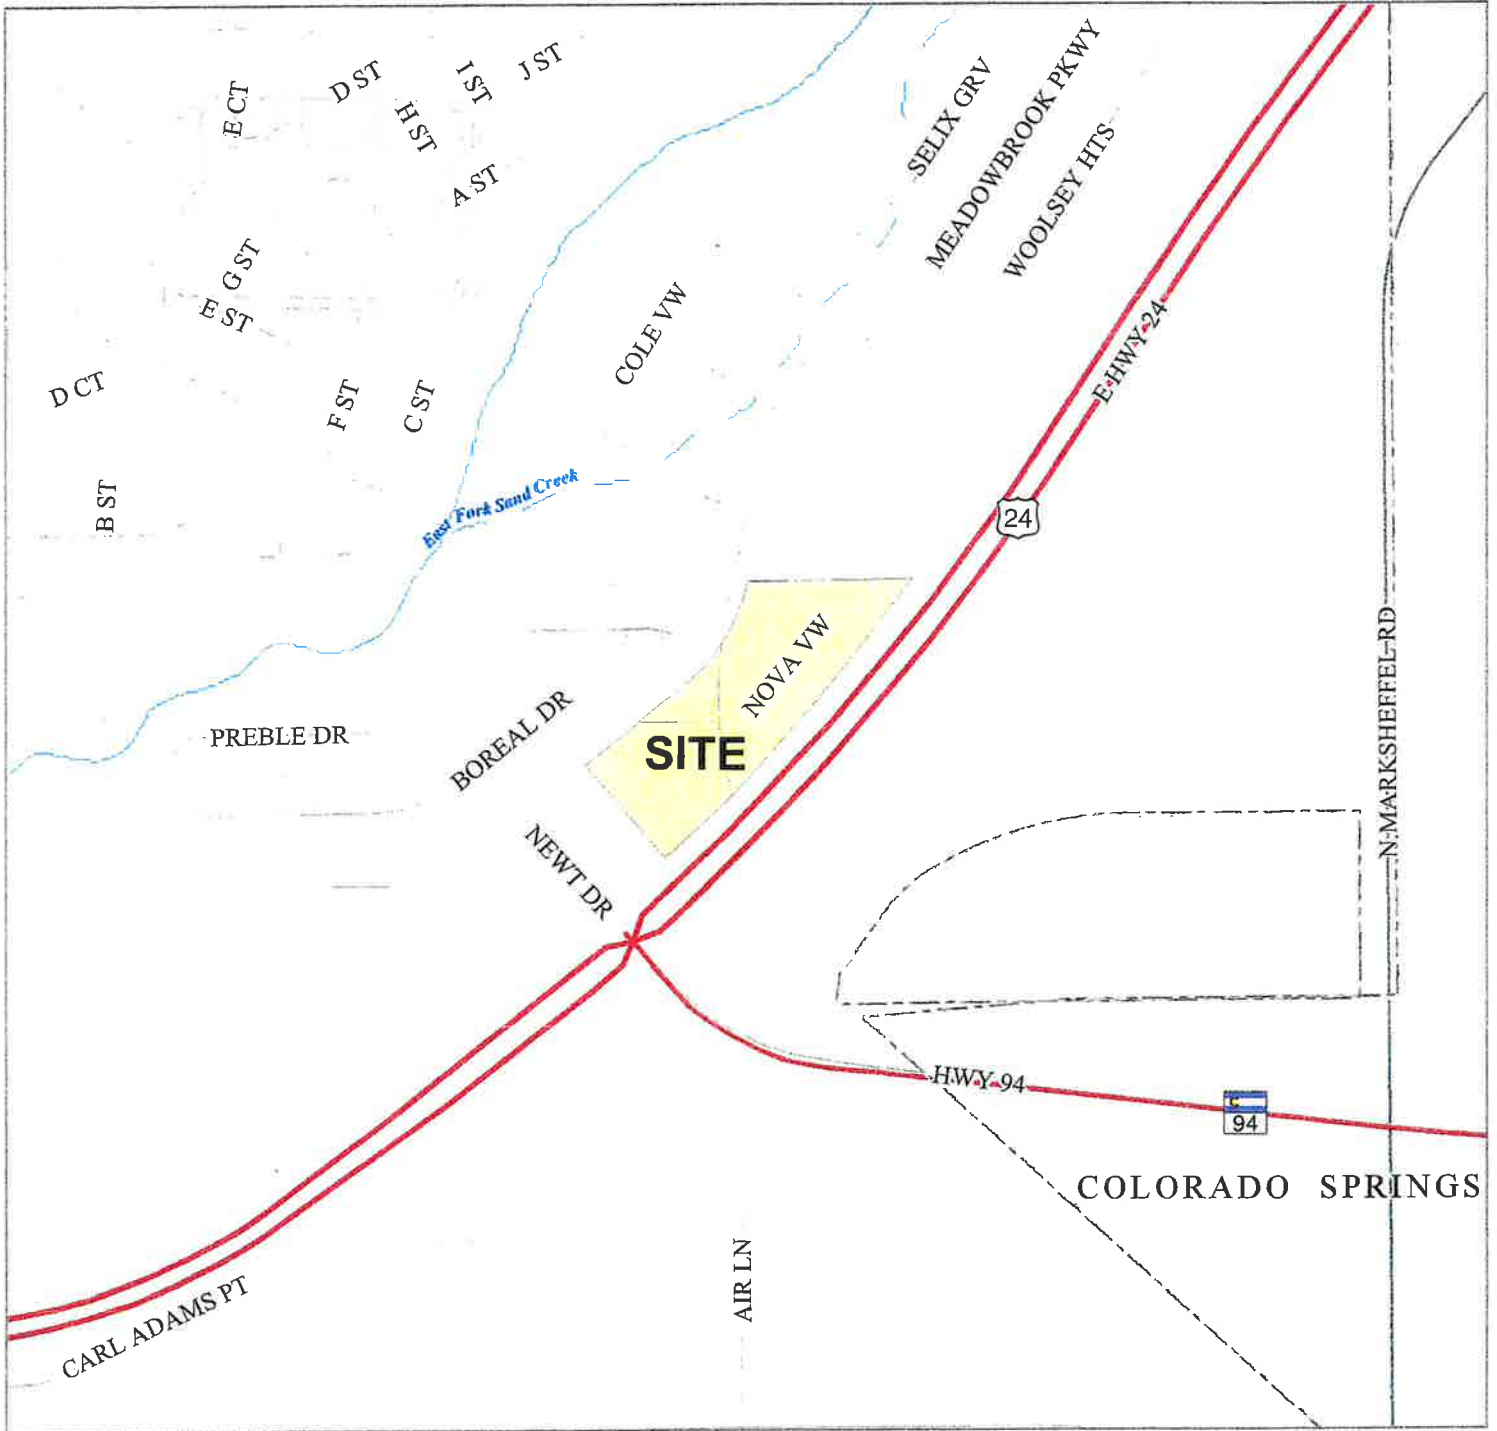 E CT
D ST
I ST
J ST
H ST
A ST
SELIX GRV
MEADOWBROOK PKWY
WOOLSEY HTS
G ST
E ST
COLE VW
E HWY 24
D CT
F ST
C ST
B ST
East Fork Sand Creek
24
NOVA VW
N MARKSHEFFEL RD
PREBLE DR
BOREAL DR
SITE
NEWT DR
HWY 94
94
COLORADO SPRINGS
AIR LN
CARL ADAMS PT